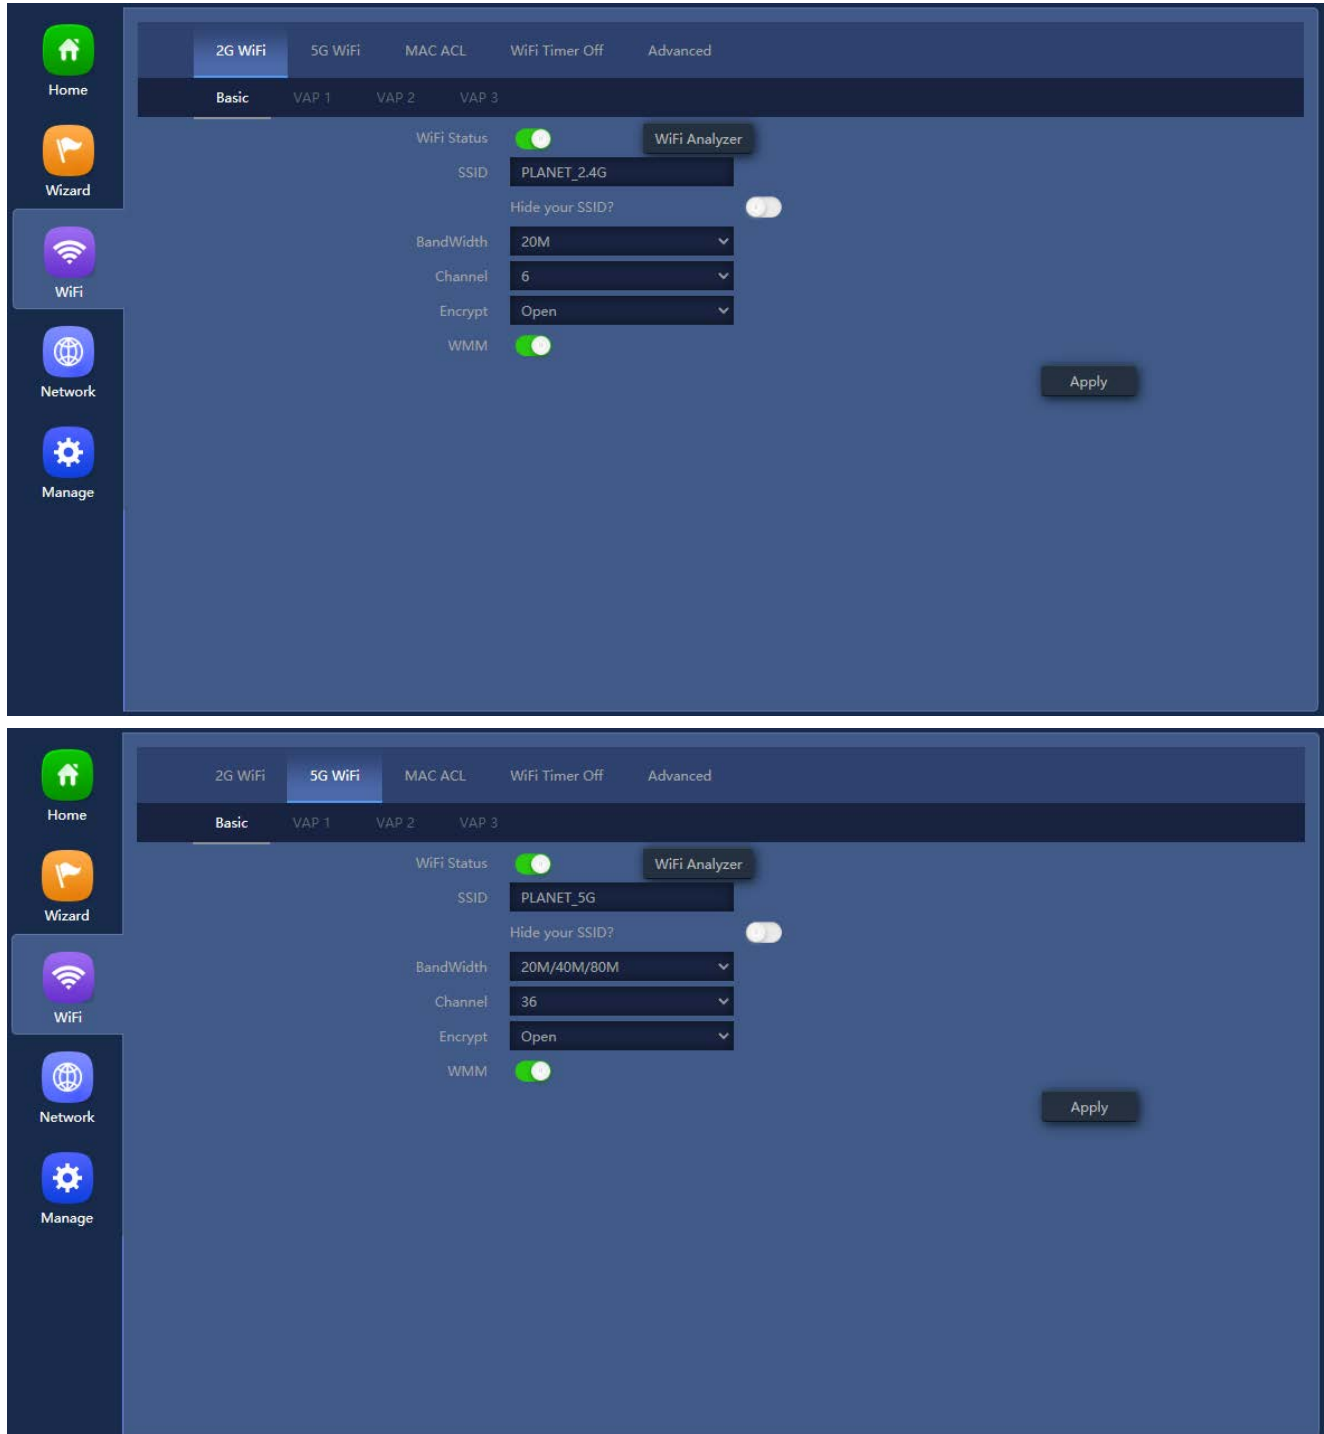 Home
Wizard
WiFi
Network
Manage
2G WiFi 5G WiFi MAC ACL WiFi Timer Off Advanced
Basic VAP 1 VAP 2 VAP 3
WiFi Status WiFi Analyzer
SSID PLANET_2.4G
Hide your SSID?
BandWidth 20M
Channel 6
Encrypt Open
WMM
Apply
Home
Wizard
WiFi
Network
Manage
2G WiFi 5G WiFi MAC ACL WiFi Timer Off Advanced
Basic VAP 1 VAP 2 VAP 3
WiFi Status WiFi Analyzer
SSID PLANET_5G
Hide your SSID?
BandWidth 20M/40M/80M
Channel 36
Encrypt Open
WMM
Apply